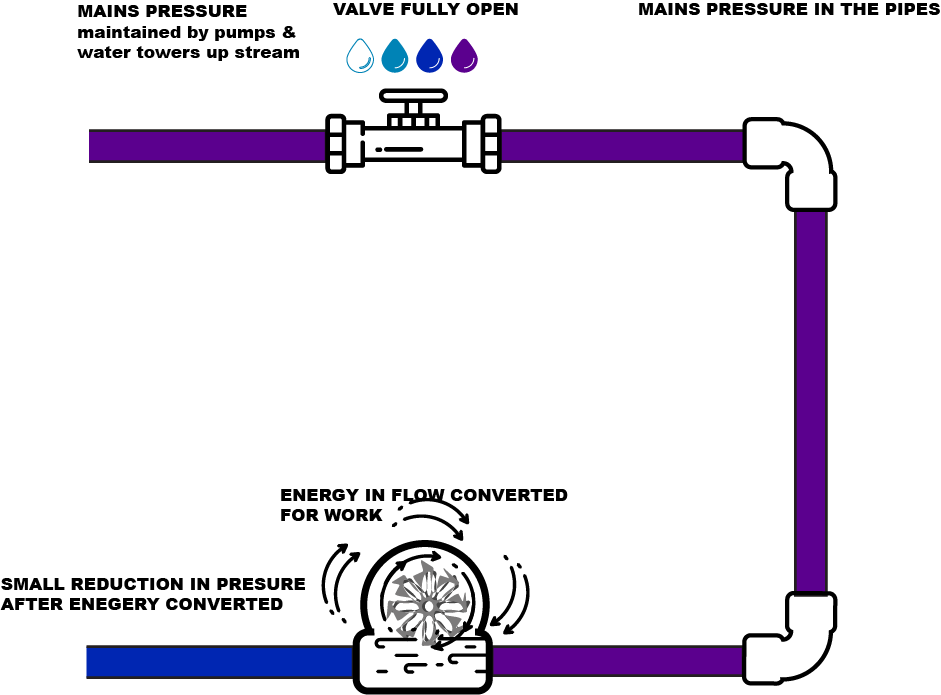 MAINS PRESSURE
maintained by pumps &
water towers up stream
VALVE FULLY OPEN
MAINS PRESSURE IN THE PIPES
ENERGY IN FLOW CONVERTED
FOR WORK
SMALL REDUCTION IN PRESURE
AFTER ENEGERY CONVERTED